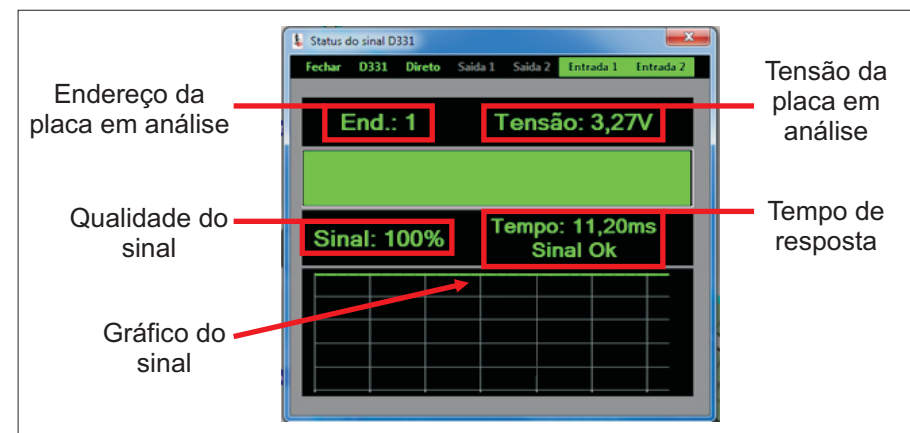 Status do sinal D331
Fechar D331 Direto Saida 1 Saida 2 Entrada 1 Entrada 2
Endereço da
placa em análise
End.: 1
Tensão: 3,27V
Tensão da
placa em
análise
Qualidade do
sinal
Sinal: 100%
Tempo: 11,20ms
Sinal Ok
Tempo de
resposta
Gráfico do
sinal